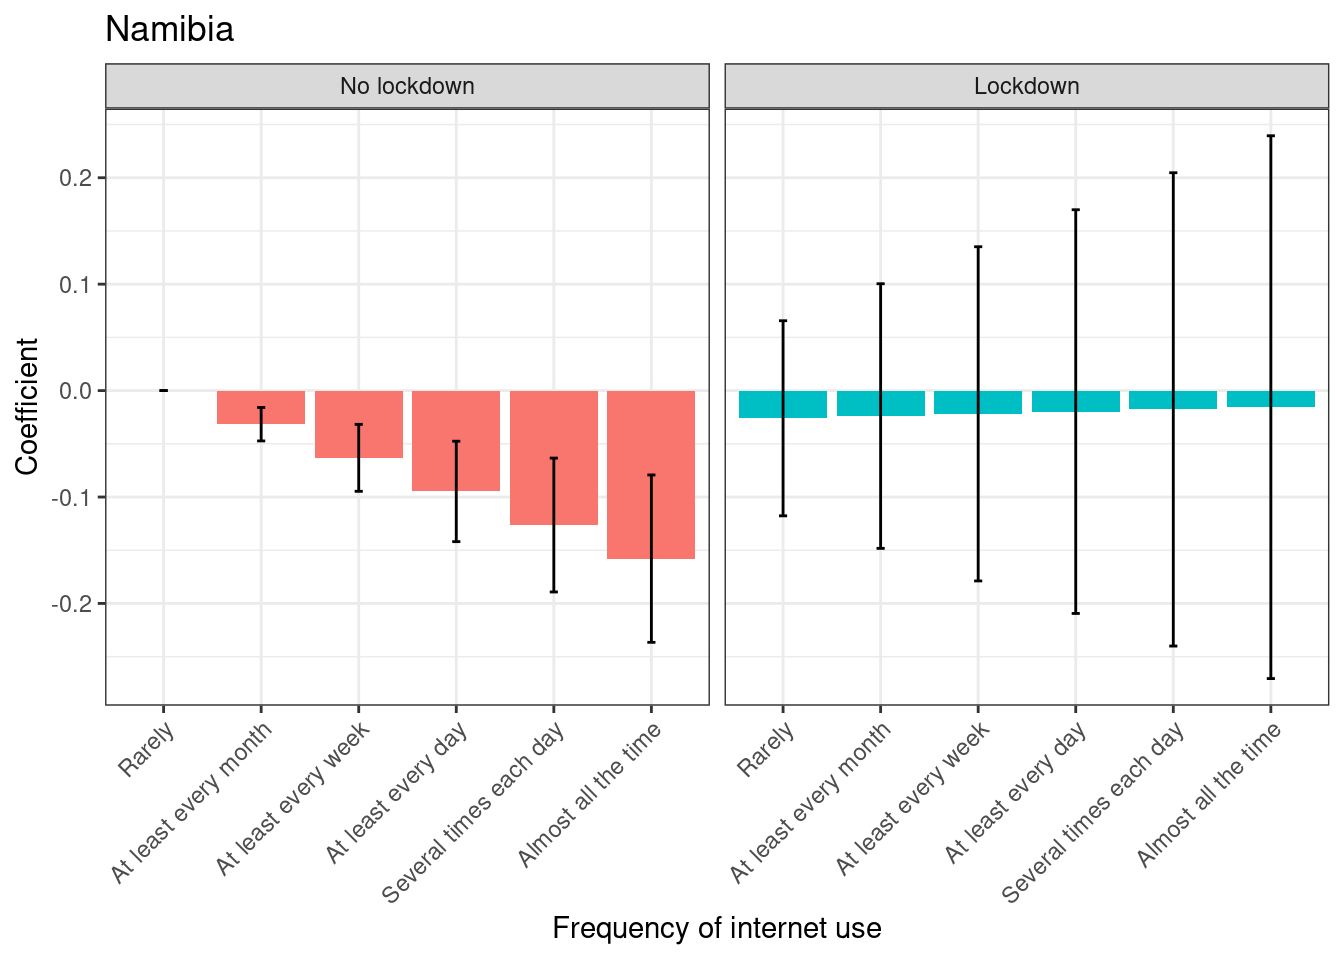 Namibia
No lockdown
Lockdown
Coefficient
0.2
0.1
0.0
-0.1
-0.2
Rarely
At least every month
At least every week
At least every day
Several times each day
Almost all the time
Rarely
At least every month
At least every week
At least every day
Several times each day
Almost all the time
Frequency of internet use